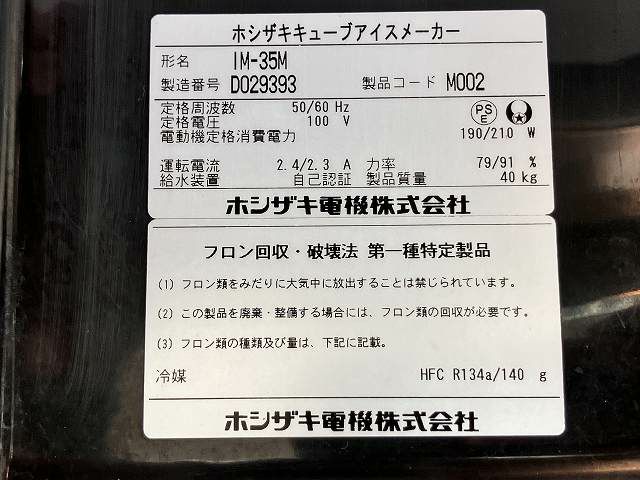 ホシザキキューブアイスメーカー
形名 IM-35M
製造番号 D029393 製品コード M002
定格周波数 50/60 Hz
定格電圧 100 V
PSE
電動機定格消費電力 190/210 W
運転電流 2.4/2.3 A 力率 79/91 %
給水装置 自己認証 製品質量 40 kg
ホシザキ電機株式会社
フロン回収・破壊法 第一種特定製品
(1) フロン類をみだりに大気中に放出することは禁じられています。
(2) この製品を廃棄・整備する場合には、フロン類の回収が必要です。
(3) フロン類の種類及び量は、下記に記載。
冷媒 HFC R134a/140 g
ホシザキ電機株式会社